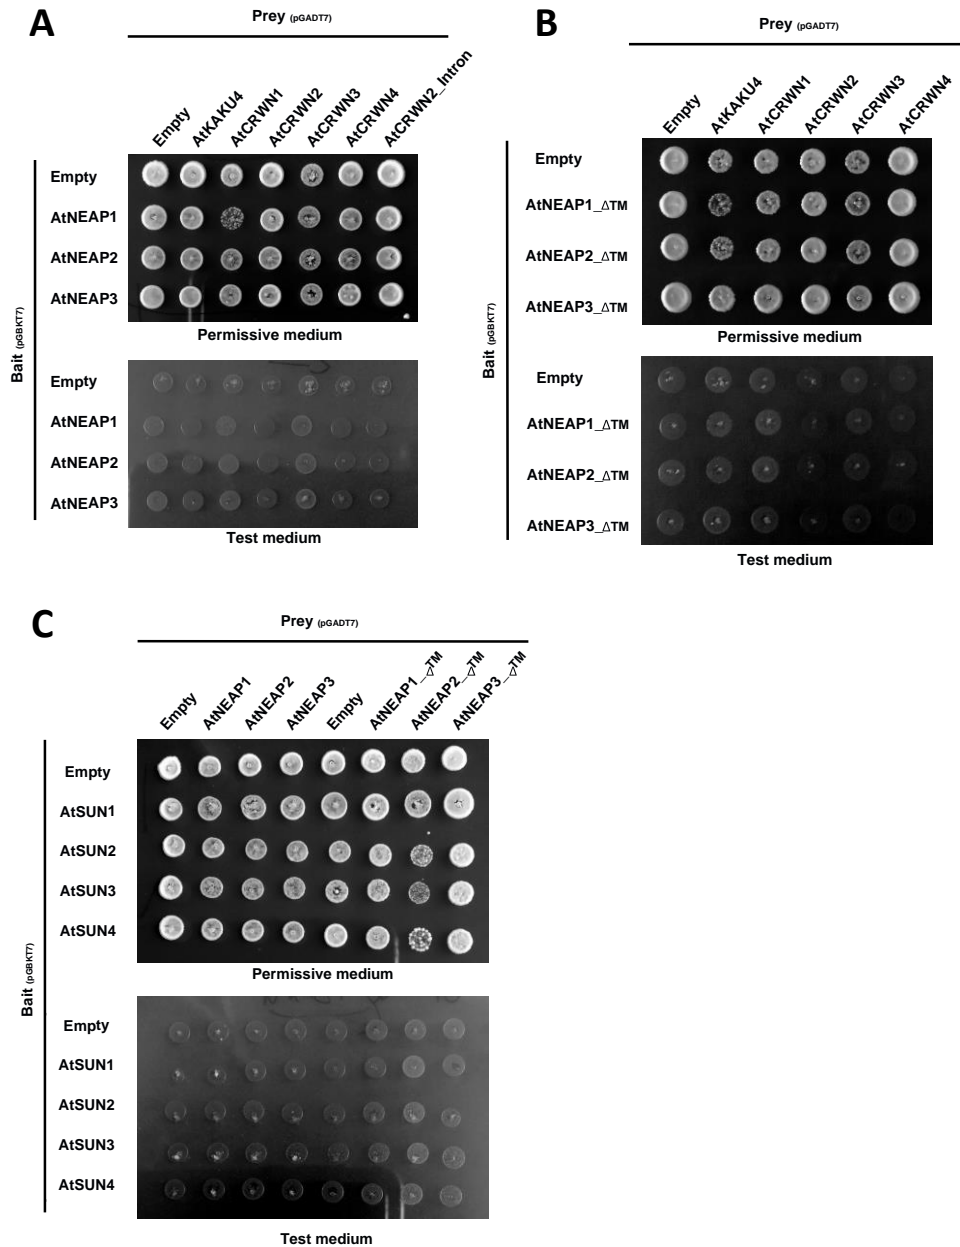 A
Prey (pGADT7)
Empty
AtKAKU4
AtCRWN1
AtCRWN2
AtCRWN3
AtCRWN4
AtCRWN2_Intron
Bait (pGBKT7)
Empty
AtNEAP1
AtNEAP2
AtNEAP3
Permissive medium
Empty
AtNEAP1
AtNEAP2
AtNEAP3
Test medium
B
Prey (pGADT7)
Empty
AtKAKU4
AtCRWN1
AtCRWN2
AtCRWN3
AtCRWN4
Bait (pGBKT7)
Empty
AtNEAP1_ΔTM
AtNEAP2_ΔTM
AtNEAP3_ΔTM
Permissive medium
Empty
AtNEAP1_ΔTM
AtNEAP2_ΔTM
AtNEAP3_ΔTM
Test medium
C
Prey (pGADT7)
Empty
AtNEAP1
AtNEAP2
AtNEAP3
Empty
AtNEAP1_ΔTM
AtNEAP2_ΔTM
AtNEAP3_ΔTM
Bait (pGBKT7)
Empty
AtSUN1
AtSUN2
AtSUN3
AtSUN4
Permissive medium
Empty
AtSUN1
AtSUN2
AtSUN3
AtSUN4
Test medium